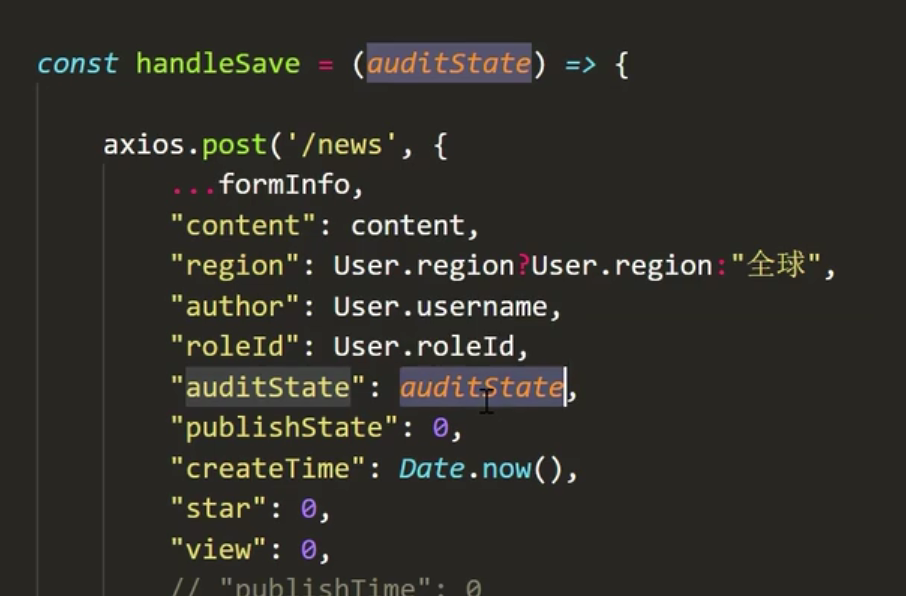 const handleSave = (auditState) => {
axios.post('/news', {
...formInfo,
"content": content,
"region": User.region?User.region:"全球",
"author": User.username,
"roleId": User.roleId,
"auditState": auditState,
"publishState": 0,
"createTime": Date.now(),
"star": 0,
"view": 0,
// "publishTime": 0